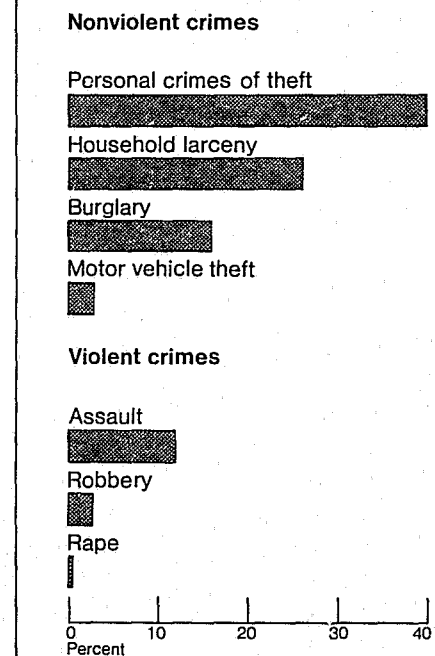 Nonviolent crimes
Personal crimes of theft
Household larceny
Burglary
Motor vehicle theft
Violent crimes
Assault
Robbery
Rape
0 10 20 30 40
Percent